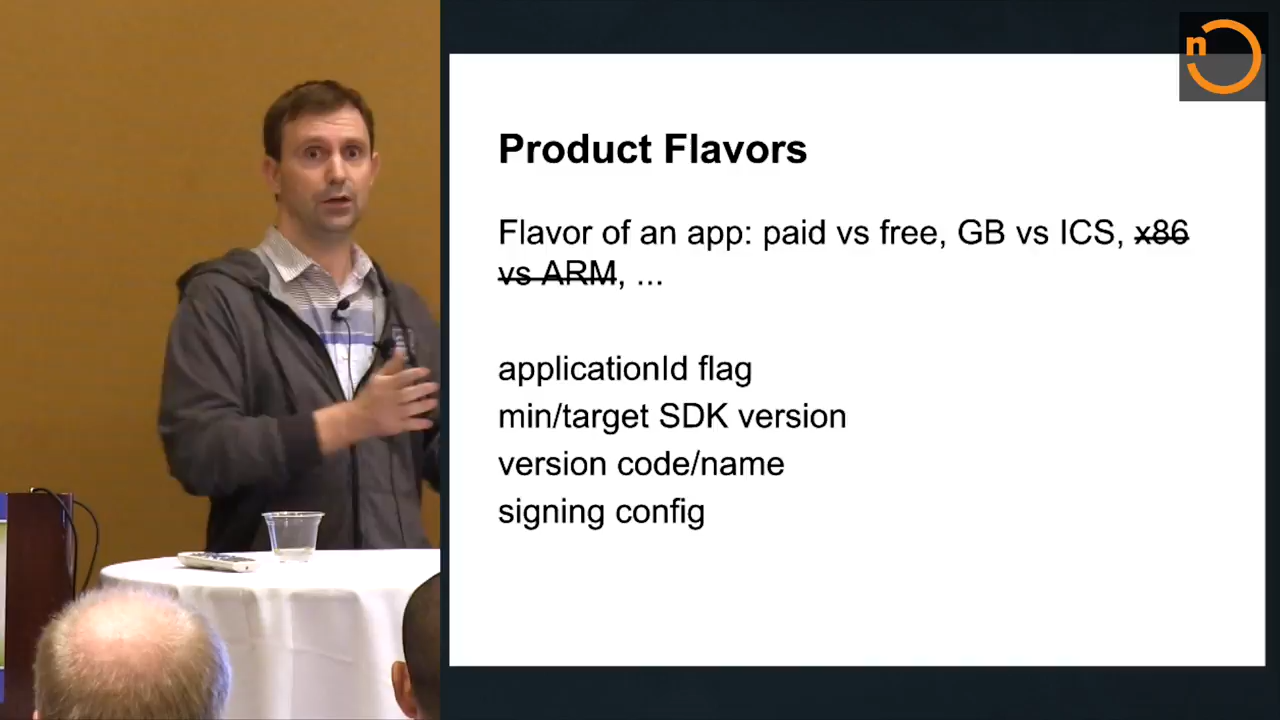 n
Product Flavors
Flavor of an app: paid vs free, GB vs ICS, x86
vs ARM, ...
applicationId flag
min/target SDK version
version code/name
signing config